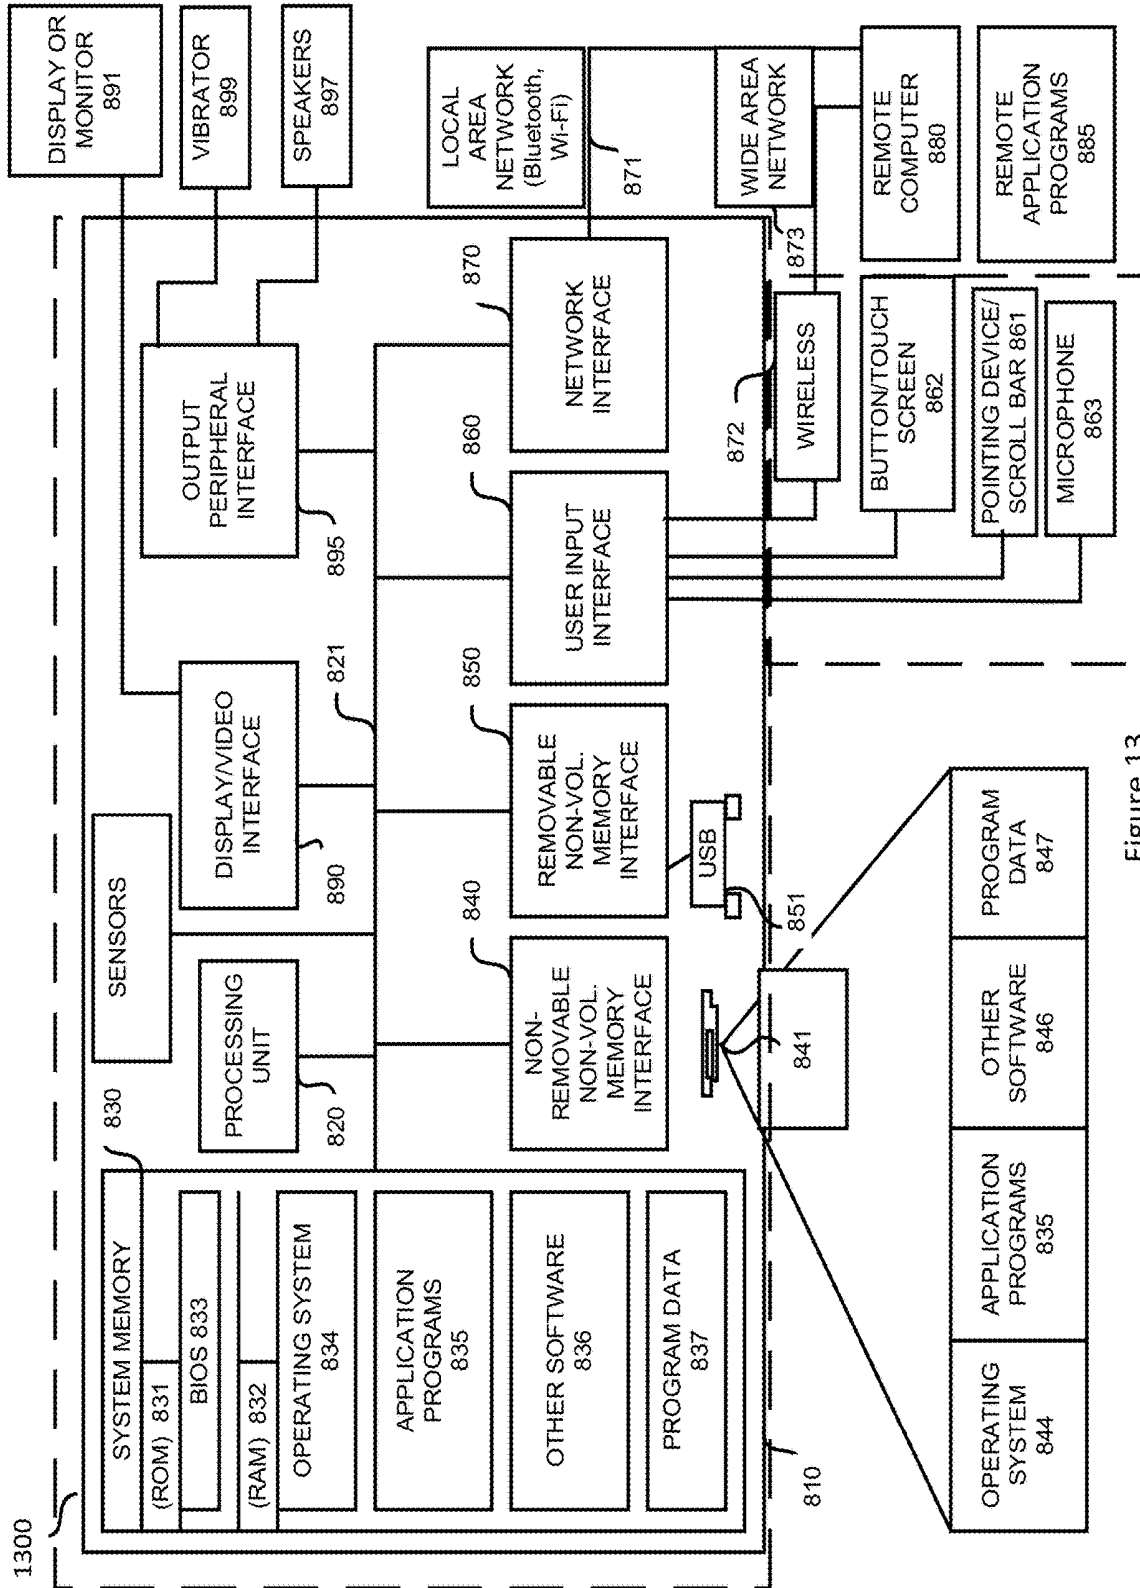 1300
SYSTEM MEMORY
830
(ROM) 831
BIOS 833
(RAM) 832
OPERATING SYSTEM
834
APPLICATION
PROGRAMS
835
OTHER SOFTWARE
836
PROGRAM DATA
837
810
SENSORS
PROCESSING
UNIT
820
DISPLAY/VIDEO
INTERFACE
890
821
OUTPUT
PERIPHERAL
INTERFACE
895
DISPLAY OR
MONITOR
891
VIBRATOR
899
SPEAKERS
897
NON-
REMOVABLE
NON-VOL.
MEMORY
INTERFACE
840
REMOVABLE
NON-VOL.
MEMORY
INTERFACE
850
USER INPUT
INTERFACE
860
NETWORK
INTERFACE
870
LOCAL
AREA
NETWORK
(Bluetooth,
Wi-Fi)
871
WIDE AREA
NETWORK
873
872
WIRELESS
USB
851
841
REMOTE
COMPUTER
880
REMOTE
APPLICATION
PROGRAMS
885
BUTTON/TOUCH
SCREEN
862
POINTING DEVICE/
SCROLL BAR 861
MICROPHONE
863
OPERATING
SYSTEM
844
APPLICATION
PROGRAMS
835
OTHER
SOFTWARE
846
PROGRAM
DATA
847
Figure 13